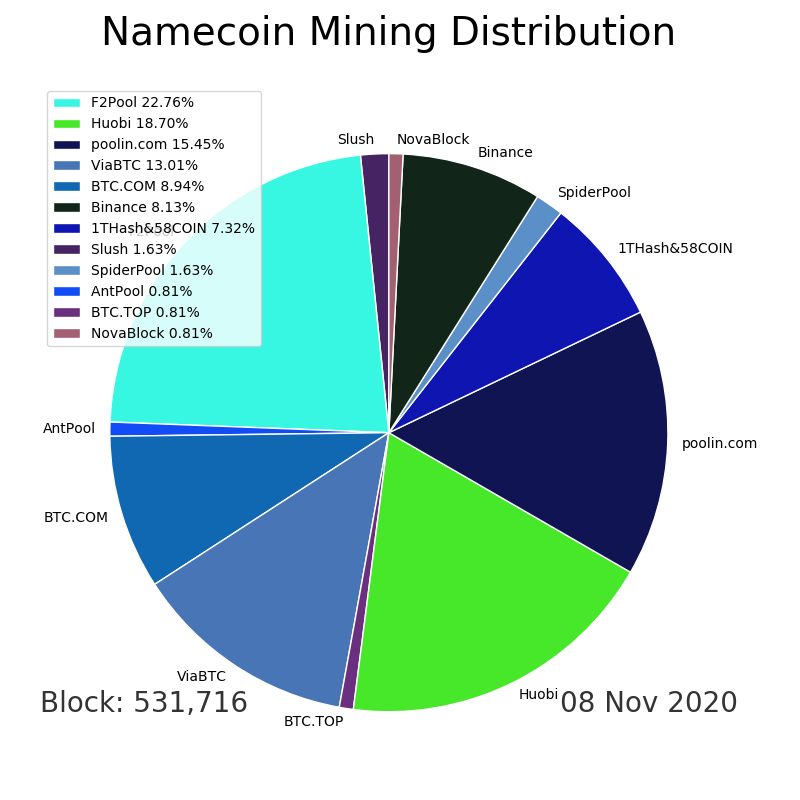 Namecoin Mining Distribution
F2Pool 22.76%
Huobi 18.70%
poolin.com 15.45%
ViaBTC 13.01%
BTC.COM 8.94%
Binance 8.13%
1THash&58COIN 7.32%
Slush 1.63%
SpiderPool 1.63%
AntPool 0.81%
BTC.TOP 0.81%
NovaBlock 0.81%
Slush
NovaBlock
Binance
SpiderPool
1THash&58COIN
poolin.com
Huobi
BTC.TOP
ViaBTC
BTC.COM
AntPool
F2Pool
Block: 531,716
08 Nov 2020